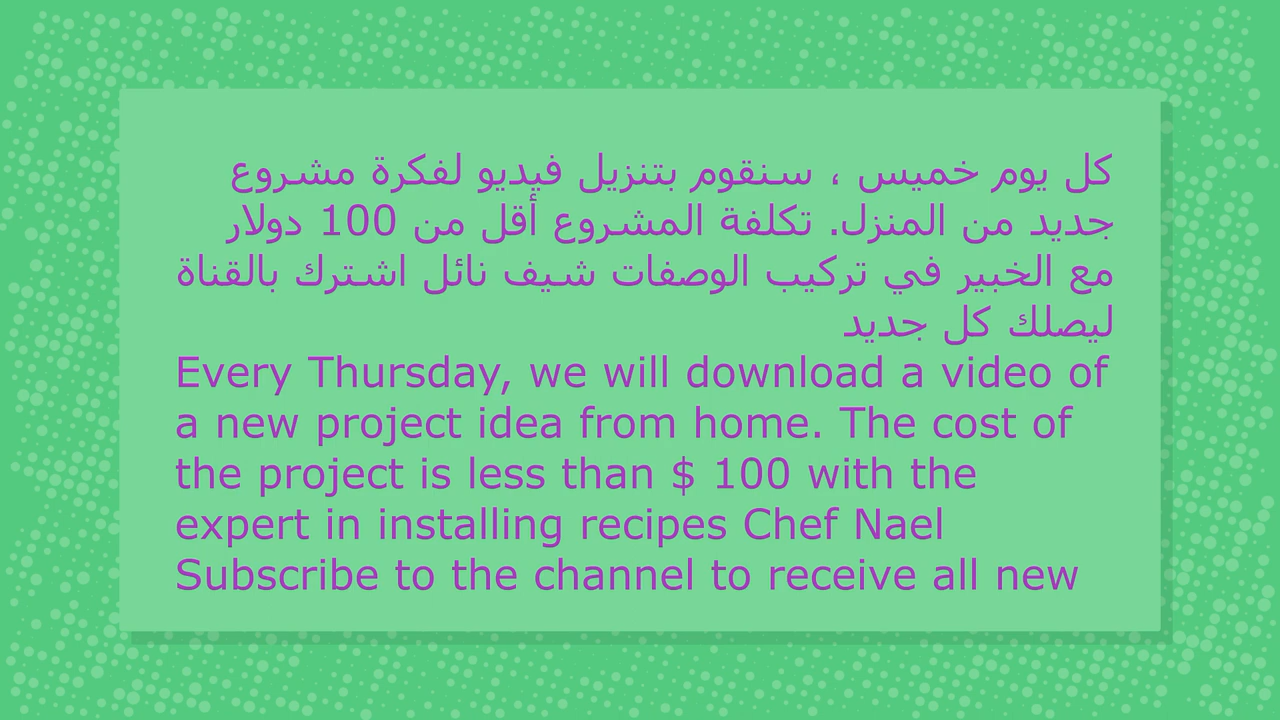 كل يوم خميس ، سنقوم بتنزيل فيديو لفكرة مشروع
جديد من المنزل. تكلفة المشروع أقل من 100 دولار
مع الخبير في تركيب الوصفات شيف نائل اشترك بالقناة
ليصلك كل جديد
Every Thursday, we will download a video of
a new project idea from home. The cost of
the project is less than $ 100 with the
expert in installing recipes Chef Nael
Subscribe to the channel to receive all new